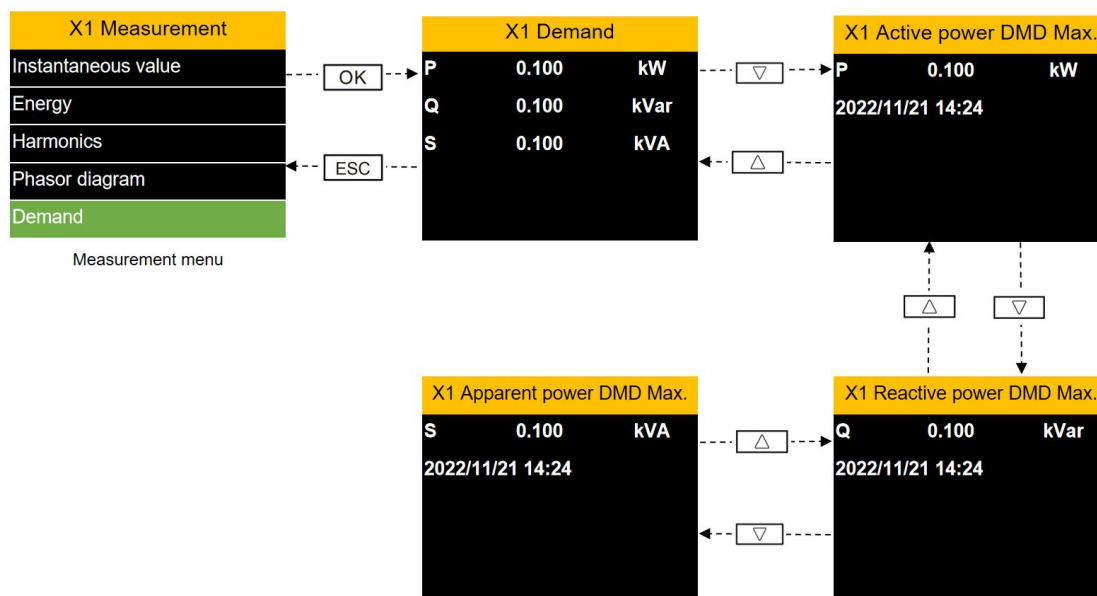 X1 Measurement
Instantaneous value
Energy
Harmonics
Phasor diagram
Demand
Measurement menu
OK
ESC
X1 Demand
P 0.100 kW
Q 0.100 kVar
S 0.100 kVA
▽
△
X1 Active power DMD Max.
P 0.100 kW
2022/11/21 14:24
△ ▽
X1 Reactive power DMD Max.
Q 0.100 kVar
2022/11/21 14:24
△
▽
X1 Apparent power DMD Max.
S 0.100 kVA
2022/11/21 14:24